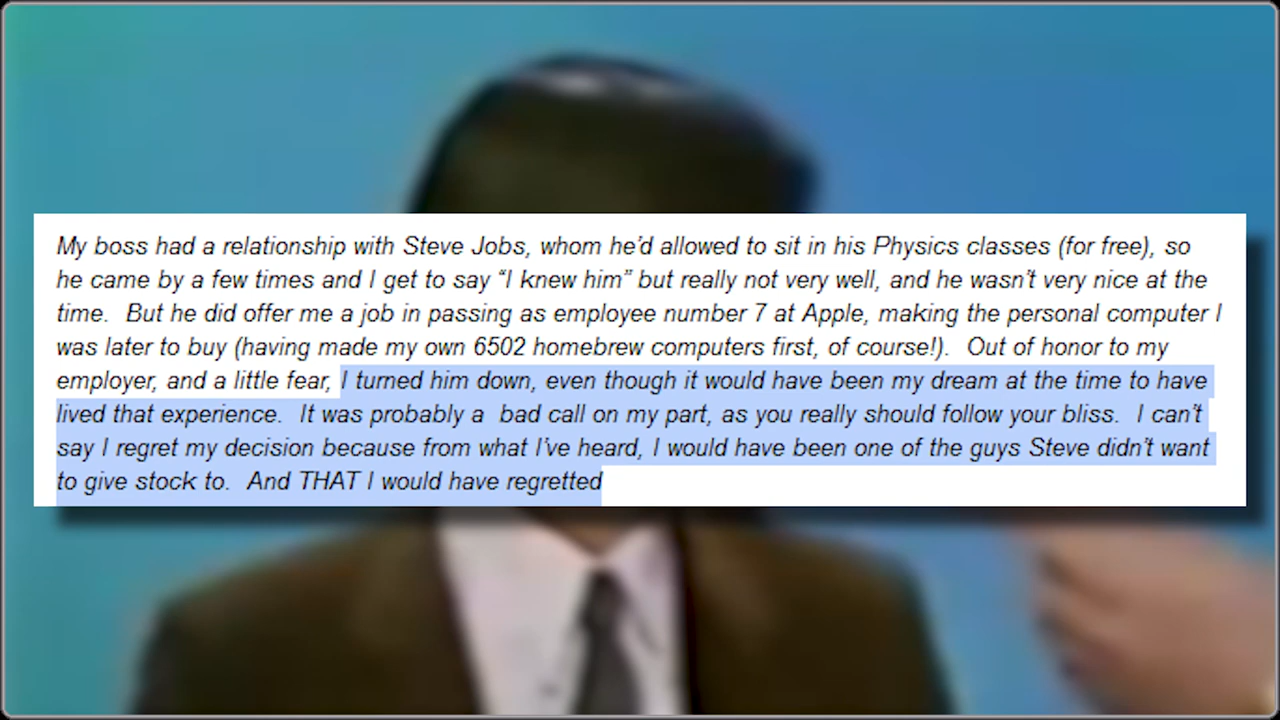 My boss had a relationship with Steve Jobs, whom he’d allowed to sit in his Physics classes (for free), so
he came by a few times and I get to say “I knew him” but really not very well, and he wasn’t very nice at the
time.  But he did offer me a job in passing as employee number 7 at Apple, making the personal computer I
was later to buy (having made my own 6502 homebrew computers first, of course!).  Out of honor to my
employer, and a little fear, I turned him down, even though it would have been my dream at the time to have
lived that experience.  It was probably a  bad call on my part, as you really should follow your bliss.  I can’t
say I regret my decision because from what I’ve heard, I would have been one of the guys Steve didn’t want
to give stock to.  And THAT I would have regretted